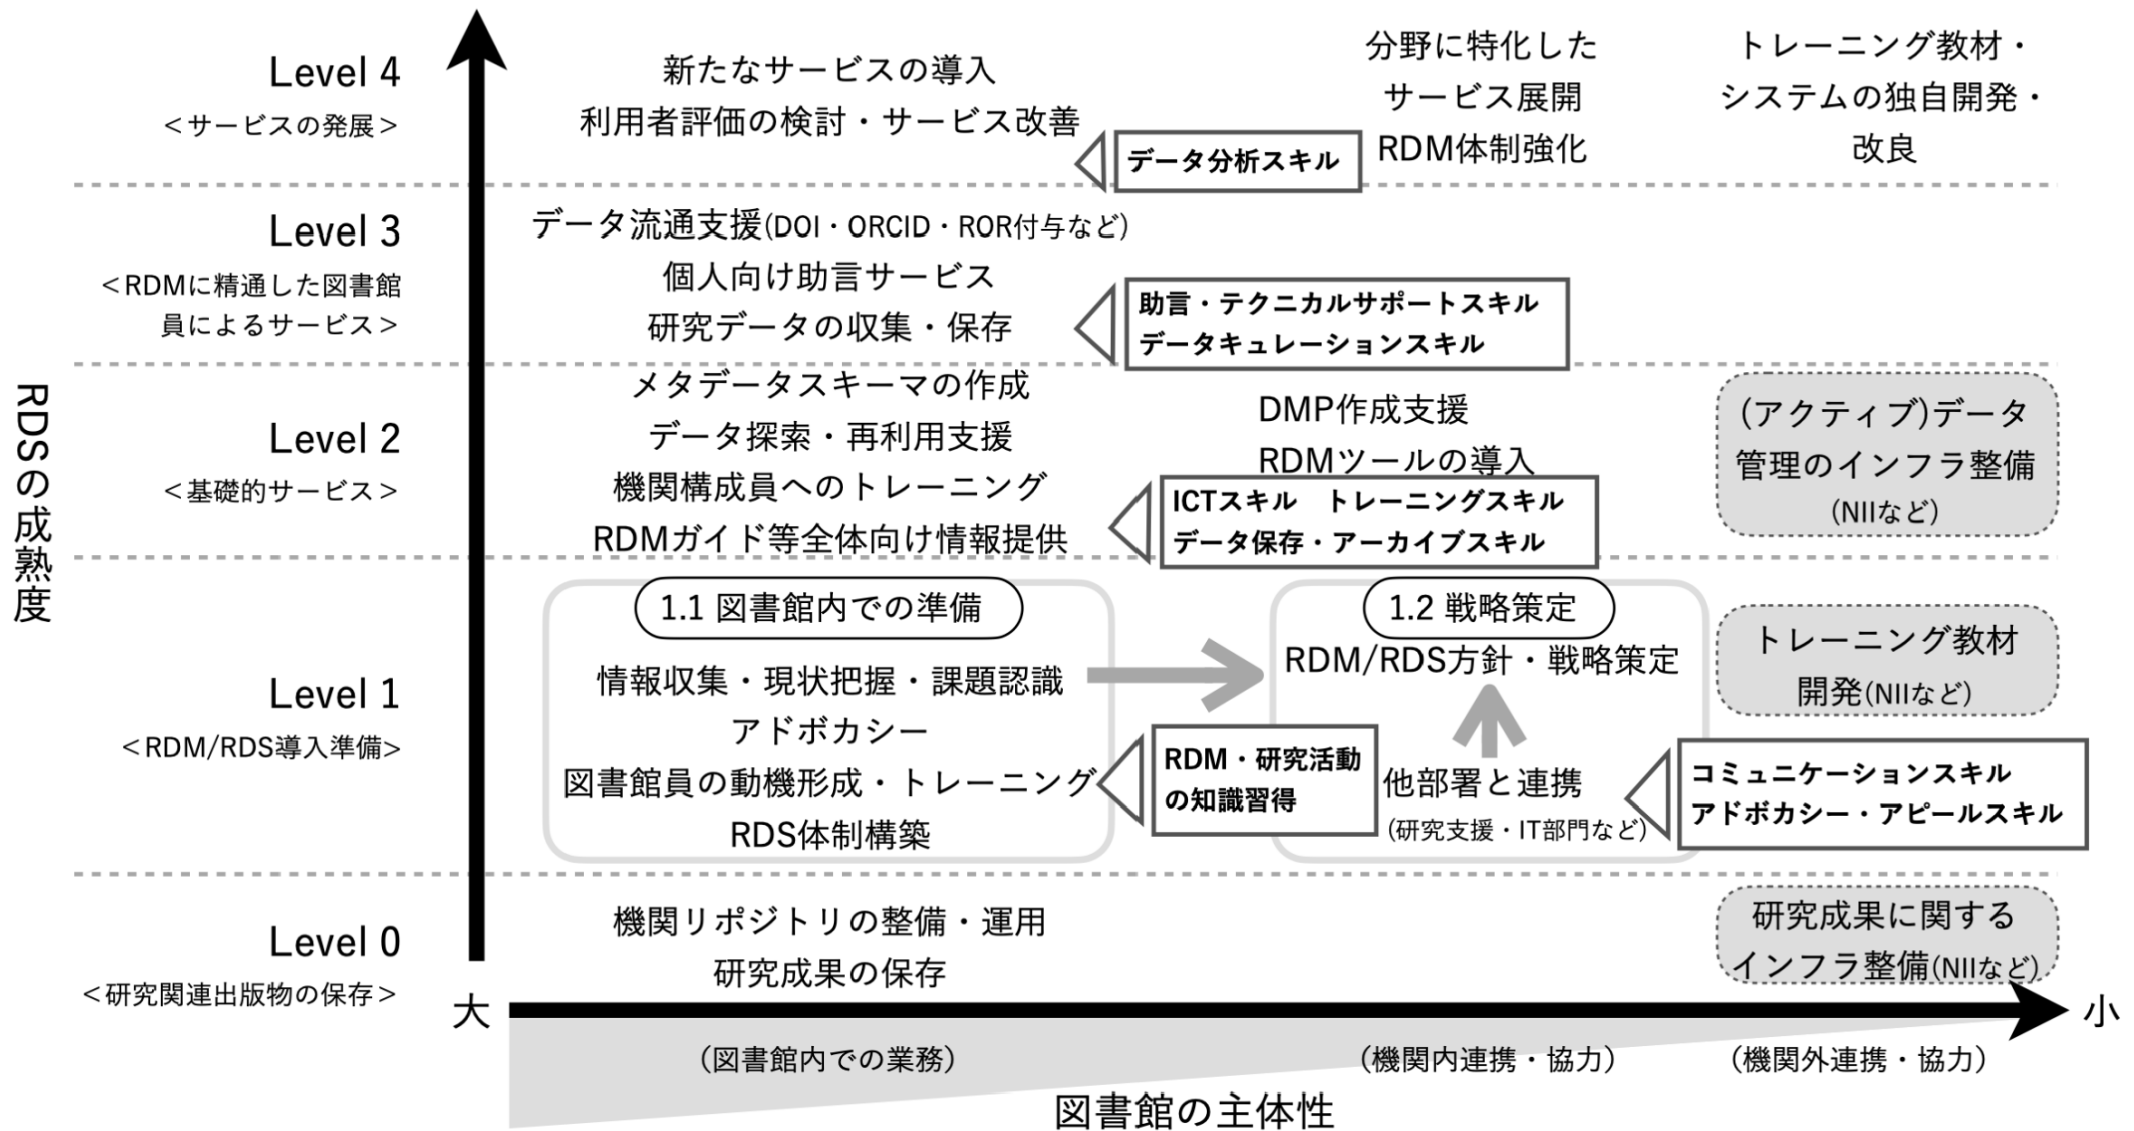 Level 4
<サービスの発展>
新たなサービスの導入
利用者評価の検討・サービス改善
データ分析スキル
分野に特化した
サービス展開
RDM体制強化
トレーニング教材・
システムの独自開発・
改良
Level 3
<RDMに精通した図書館
員によるサービス>
データ流通支援(DOI・ORCID・ROR付与など)
個人向け助言サービス
研究データの収集・保存
助言・テクニカルサポートスキル
データキュレーションスキル
RDSの成熟度
Level 2
<基礎的サービス>
メタデータスキーマの作成
データ探索・再利用支援
機関構成員へのトレーニング
RDMガイド等全体向け情報提供
DMP作成支援
RDMツールの導入
ICTスキル　トレーニングスキル
データ保存・アーカイブスキル
(アクティブ)データ
管理のインフラ整備
(NIIなど)
Level 1
<RDM/RDS導入準備>
1.1 図書館内での準備
情報収集・現状把握・課題認識
アドボカシー
図書館員の動機形成・トレーニング
RDS体制構築
RDM・研究活動
の知識習得
1.2 戦略策定
RDM/RDS方針・戦略策定
他部署と連携
(研究支援・IT部門など)
トレーニング教材
開発(NIIなど)
コミュニケーションスキル
アドボカシー・アピールスキル
Level 0
<研究関連出版物の保存>
機関リポジトリの整備・運用
研究成果の保存
研究成果に関する
インフラ整備(NIIなど)
大
小
(図書館内での業務)
(機関内連携・協力)
(機関外連携・協力)
図書館の主体性